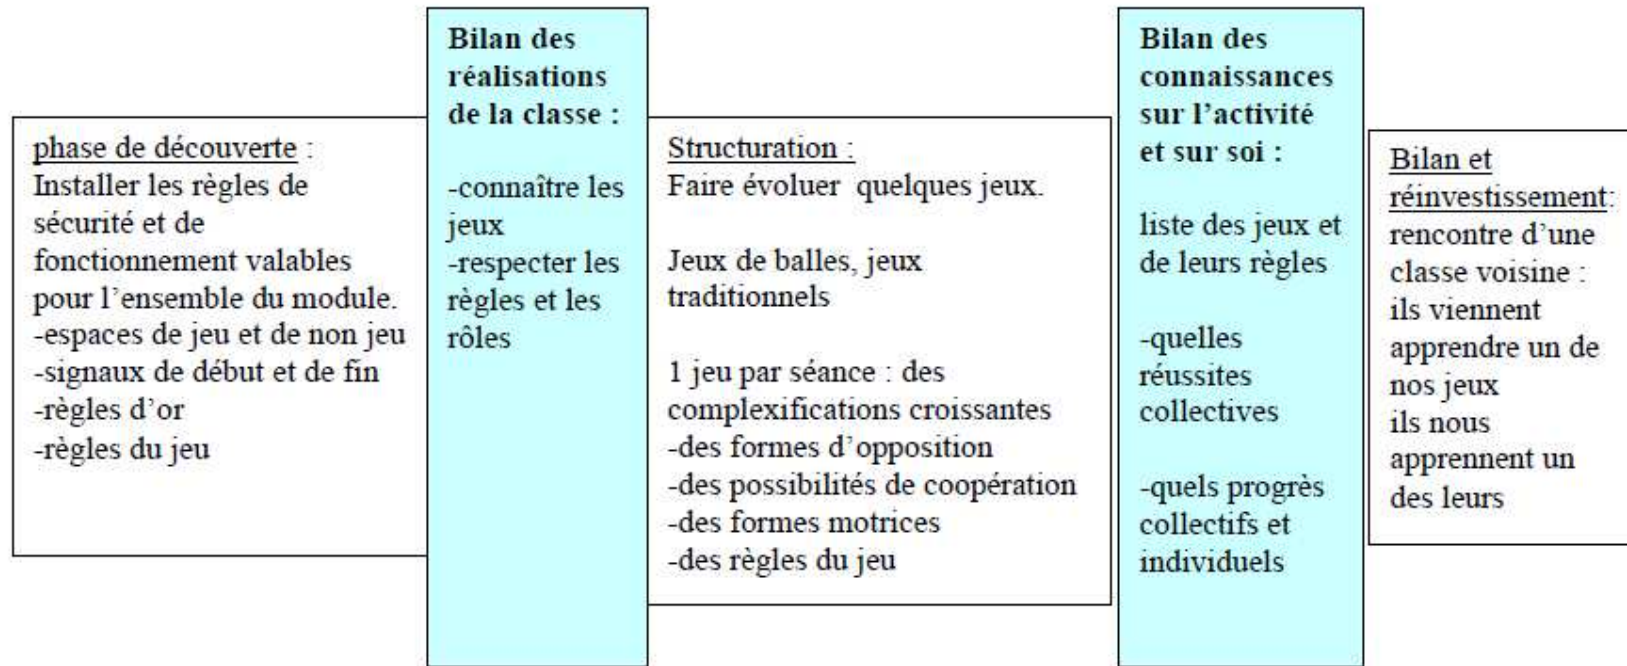 phase de découverte :
Installer les règles de
sécurité et de
fonctionnement valables
pour l'ensemble du module.
-espaces de jeu et de non jeu
-signaux de début et de fin
-règles d'or
-règles du jeu
Bilan des
réalisations
de la classe :
-connaître les
jeux
-respecter les
règles et les
rôles
Structuration :
Faire évoluer quelques jeux.
Jeux de balles, jeux
traditionnels
1 jeu par séance : des
complexifications croissantes
-des formes d'opposition
-des possibilités de coopération
-des formes motrices
-des règles du jeu
Bilan des
connaissances
sur l'activité
et sur soi :
liste des jeux et
de leurs règles
-quelles
réussites
collectives
-quels progrès
collectifs et
individuels
Bilan et
réinvestissement:
rencontre d'une
classe voisine :
ils viennent
apprendre un de
nos jeux
ils nous
apprennent un
des leurs